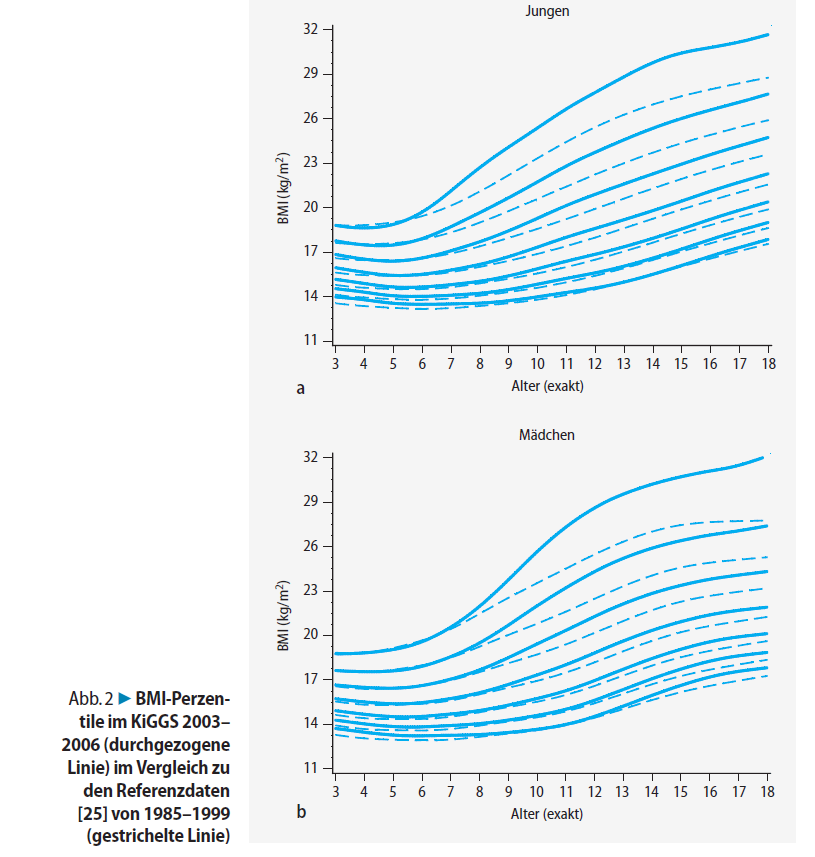 Jungen
32
29
26
23
20
17
14
11
BMI (kg/m²)
3 4 5 6 7 8 9 10 11 12 13 14 15 16 17 18
a
Alter (exakt)
Mädchen
32
29
26
23
20
17
14
11
BMI (kg/m²)
3 4 5 6 7 8 9 10 11 12 13 14 15 16 17 18
b
Alter (exakt)
Abb. 2 ▶ BMI-Perzen-
tile im KiGGS 2003–
2006 (durchgezogene
Linie) im Vergleich zu
den Referenzdaten
[25] von 1985–1999
(gestrichelte Linie)